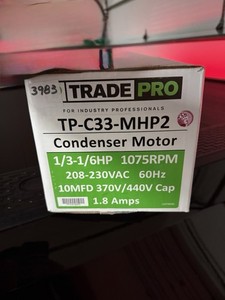 3983
TRADE PRO
FOR INDUSTRY PROFESSIONALS
TP-C33-MHP2
Condenser Motor
1/3-1/6HP 1075RPM
208-230VAC 60Hz
10MFD 370V/440V Cap
1.8 Amps